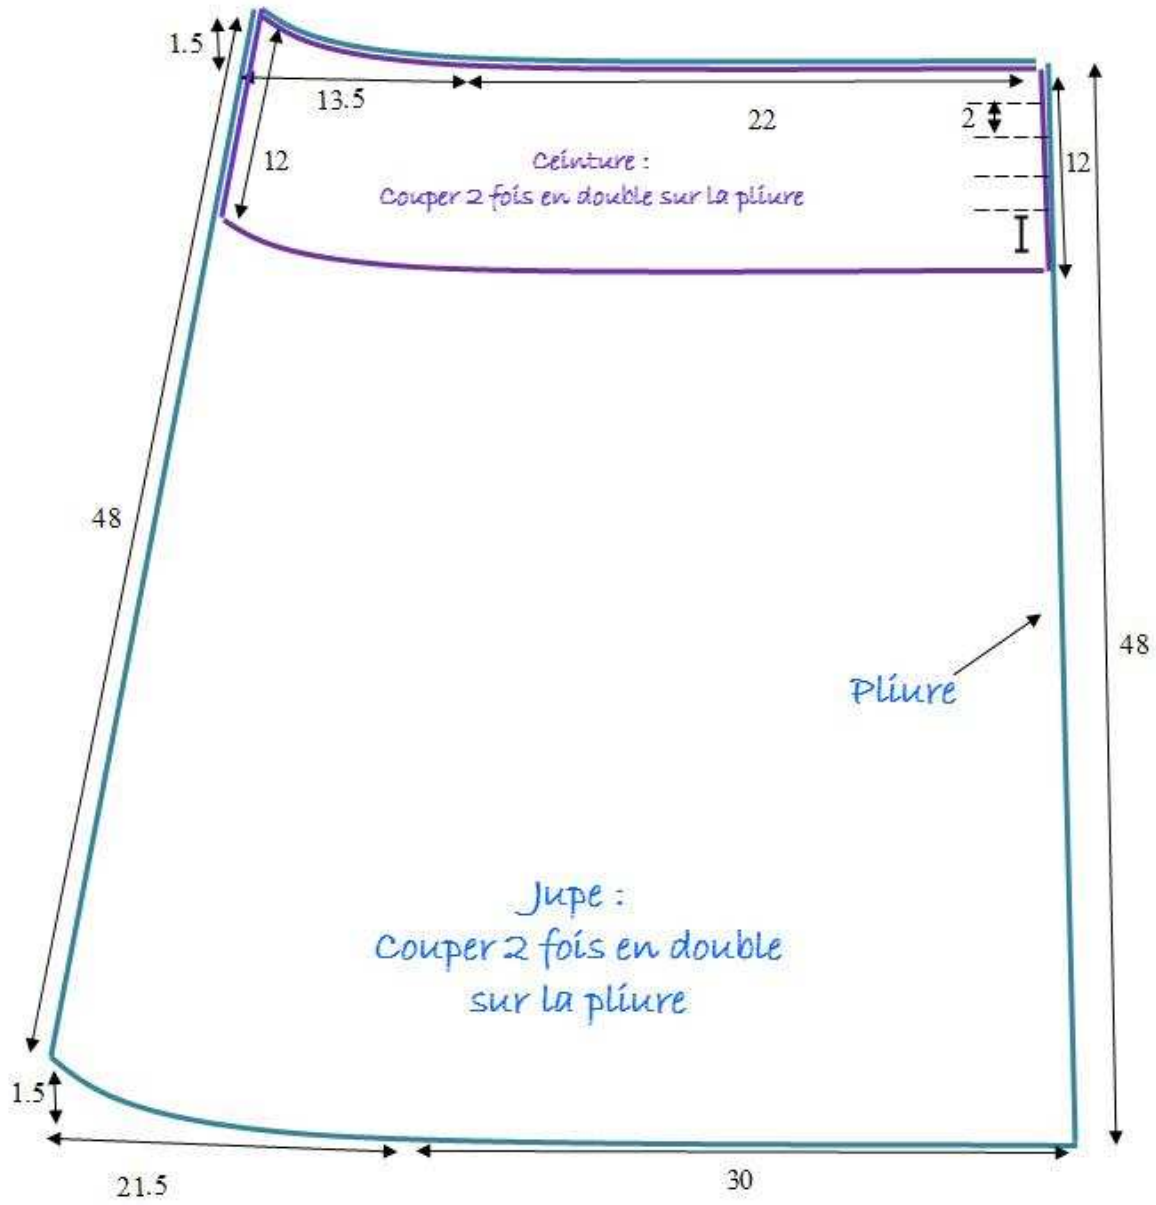 1.5
13.5
22
2
12
12
Ceinture :
Couper 2 fois en double sur la pliure
I
48
48
Pliure
Jupe :
Couper 2 fois en double
sur la pliure
1.5
21.5
30